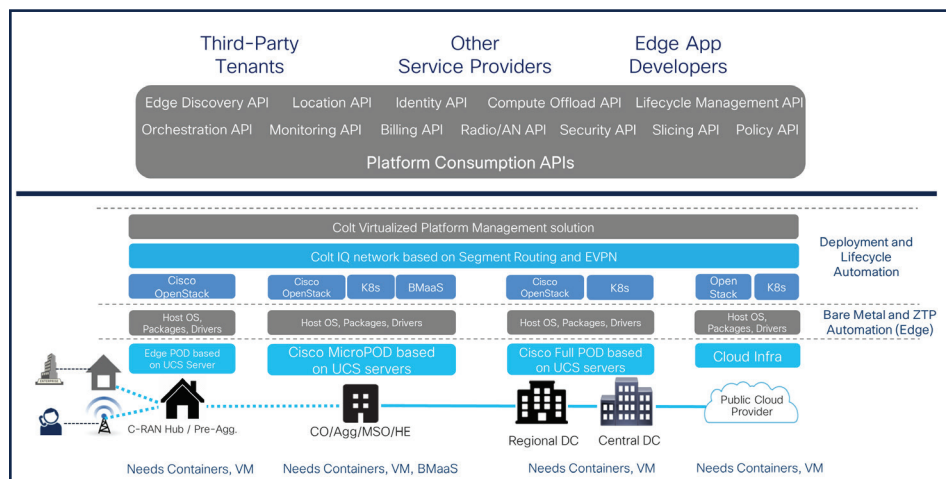 Third-Party
Tenants
Other
Service Providers
Edge App
Developers
Edge Discovery API Location API Identity API Compute Offload API Lifecycle Management API
Orchestration API Monitoring API Billing API Radio/AN API Security API Slicing API Policy API
Platform Consumption APIs
Colt Virtualized Platform Management solution
Colt IQ network based on Segment Routing and EVPN
Deployment and
Lifecycle
Automation
Cisco
OpenStack
Cisco
OpenStack
K8s
BMaaS
Cisco
OpenStack
K8s
Open
Stack
K8s
Host OS,
Packages, Drivers
Host OS, Packages, Drivers
Host OS, Packages, Drivers
Host OS,
Packages, Drivers
Bare Metal and ZTP
Automation (Edge)
Edge POD based
on UCS Server
Cisco MicroPOD based
on UCS servers
Cisco Full POD based
on UCS servers
Cloud Infra
C-RAN Hub / Pre-Agg.
CO/Agg/MSO/HE
Regional DC
Central DC
Public Cloud
Provider
Needs Containers, VM
Needs Containers, VM, BMaaS
Needs Containers, VM
Needs Containers, VM